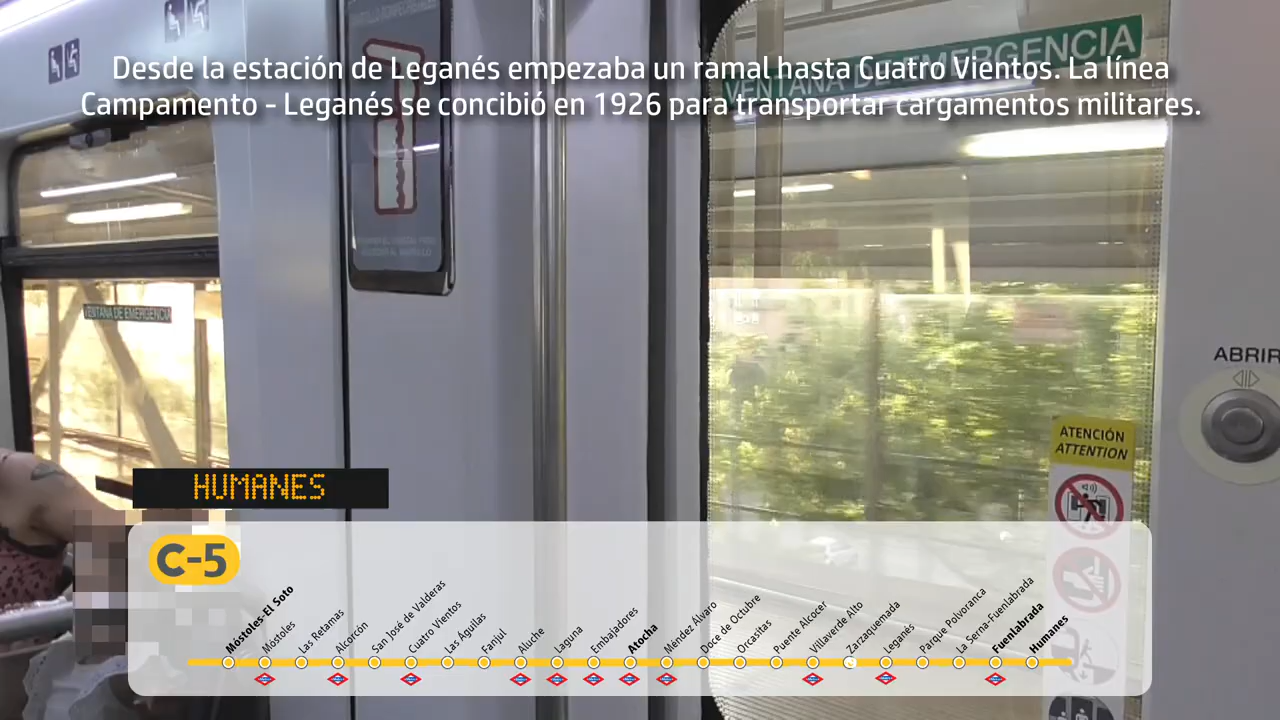 Desde la estación de Leganés empezaba un ramal hasta Cuatro Vientos. La línea
Campamento - Leganés se concibió en 1926 para transportar cargamentos militares.
VENTANA DE EMERGENCIA
VENTANA DE EMERGENCIA
ABRIR
ATENCIÓN
ATTENTION
HUMANES
C-5
Móstoles-El Soto
Móstoles
Las Retamas
Alcorcón
San José de Valderas
Cuatro Vientos
Las Águilas
Fanjul
Aluche
Laguna
Embajadores
Atocha
Méndez Álvaro
Doce de Octubre
Orcasitas
Puente Alcocer
Villaverde Alto
Zarzaquemada
Leganés
Parque Polvoranca
La Serna-Fuenlabrada
Fuenlabrada
Humanes